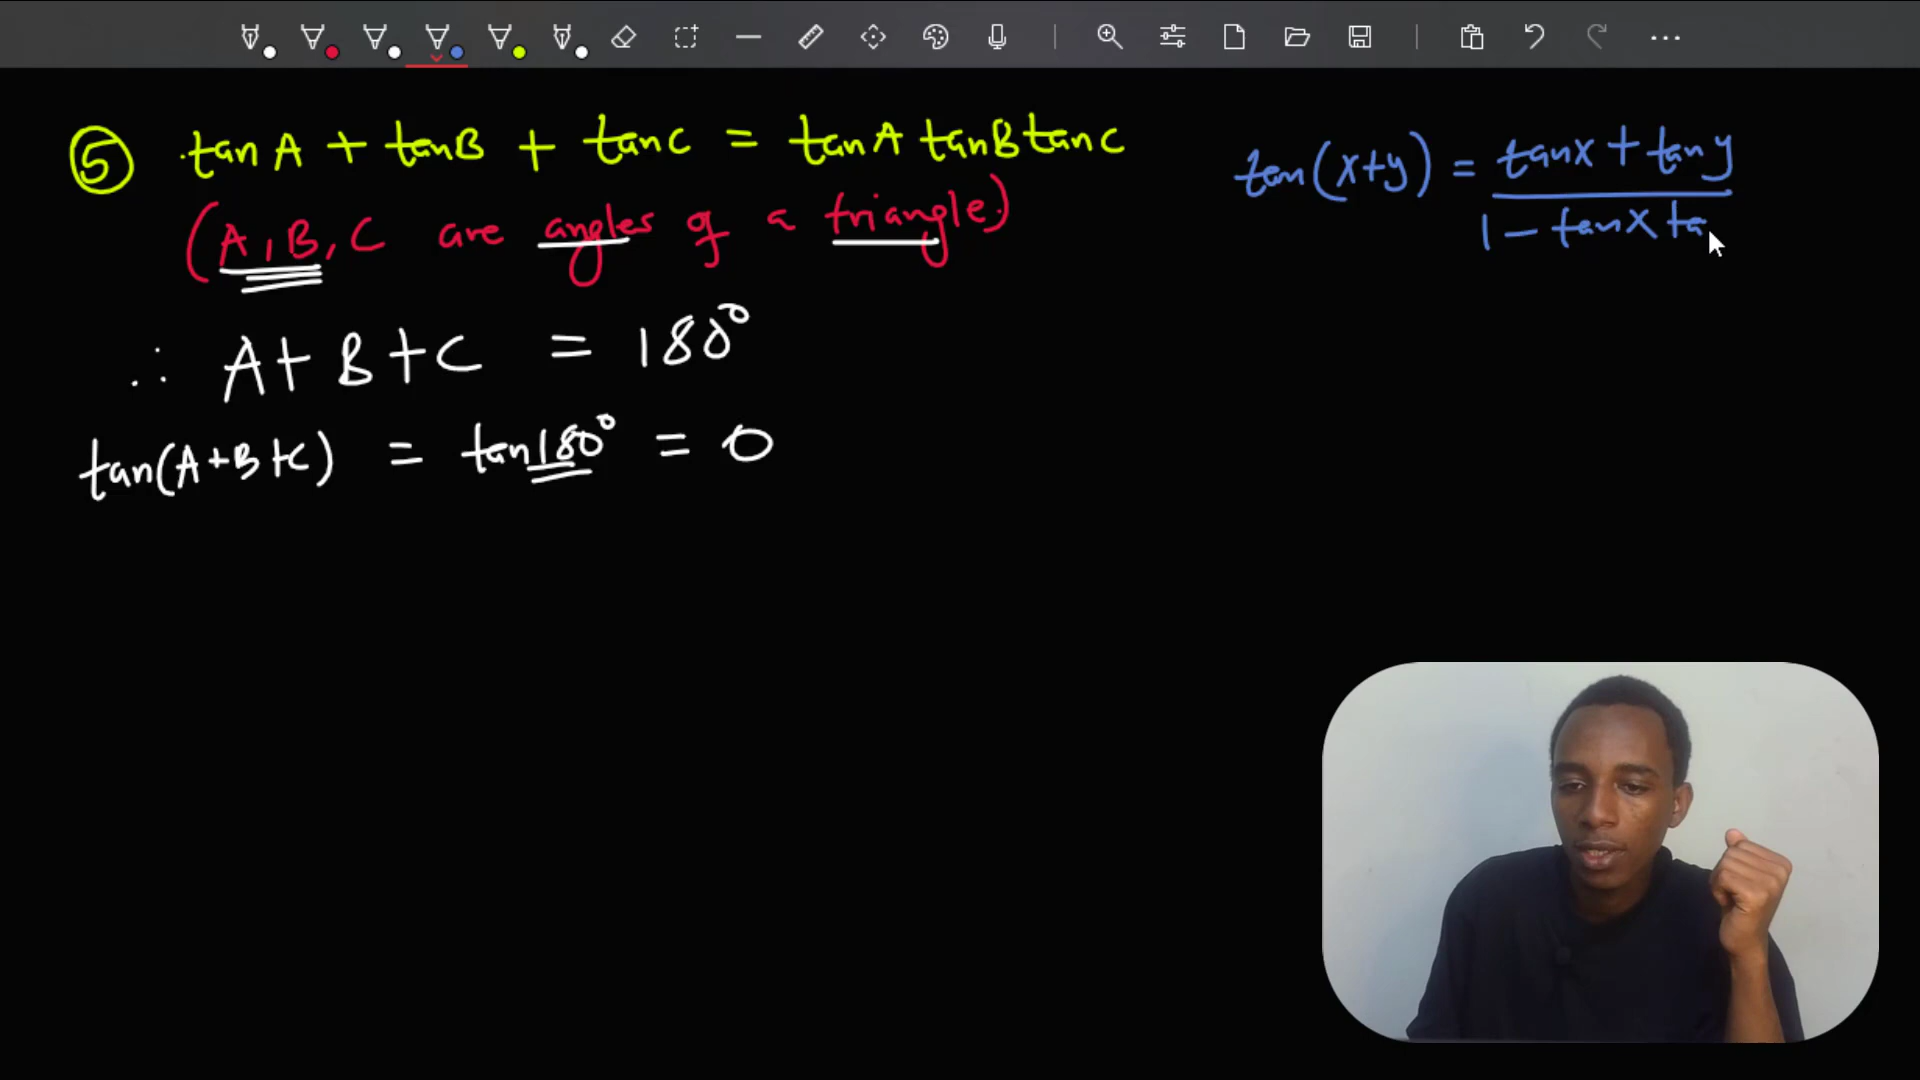 ⑤ tan A + tan B + tan C = tan A tan B tan C
(A, B, C are angles of a triangle.)
∴ A + B + C = 180°
tan(A+B+C) = tan 180° = 0
tan(x+y) = tan x + tan y
1 - tan x ta